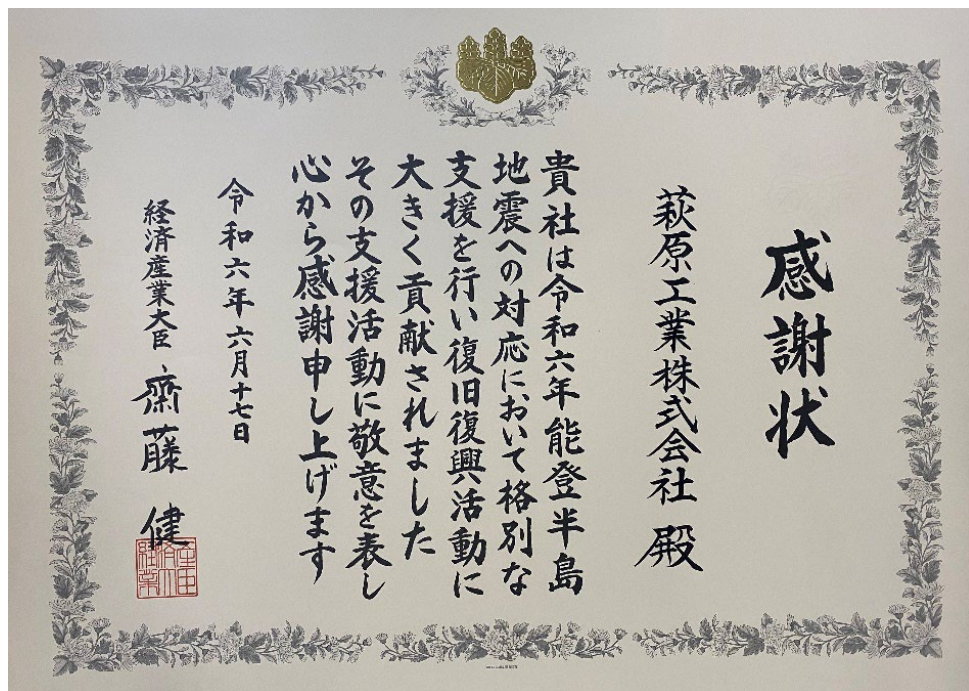 感謝状
萩原工業株式会社 殿
貴社は令和六年能登半島
地震への対応において格別な
支援を行い復旧復興活動に
大きく貢献されました
その支援活動に敬意を表し
心から感謝申し上げます
令和六年六月十七日
経済産業大臣 齋藤 健